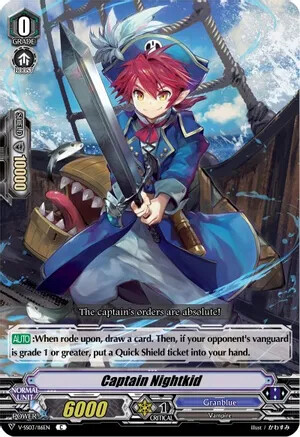 0
GRADE
BOOST
SHIELD
10000
The captain's orders are absolute!
AUTO:When rode upon, draw a card. Then, if your opponent's vanguard
is grade 1 or greater, put a Quick Shield ticket into your hand.
NORMAL
UNIT
Captain Nightkid
POWER
6000
1
CRITICAL
Granblue
Vampire
V-SS07/116EN C
Illust / かわすみ